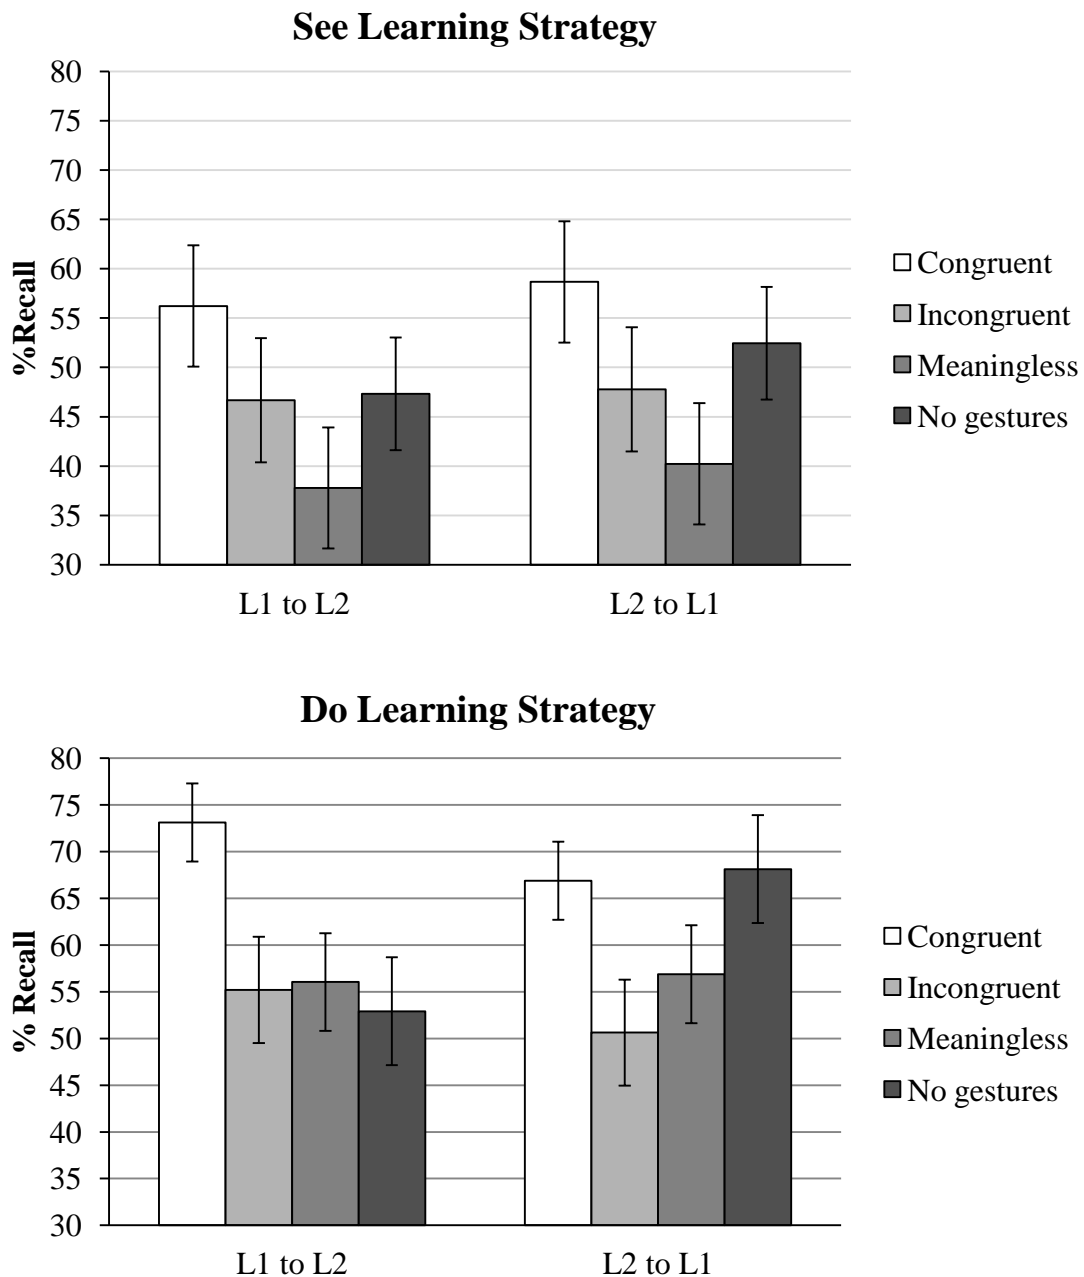 See Learning Strategy
80
75
70
65
60
55
50
45
40
35
30
%Recall
L1 to L2
L2 to L1
Congruent
Incongruent
Meaningless
No gestures
Do Learning Strategy
80
75
70
65
60
55
50
45
40
35
30
% Recall
L1 to L2
L2 to L1
Congruent
Incongruent
Meaningless
No gestures